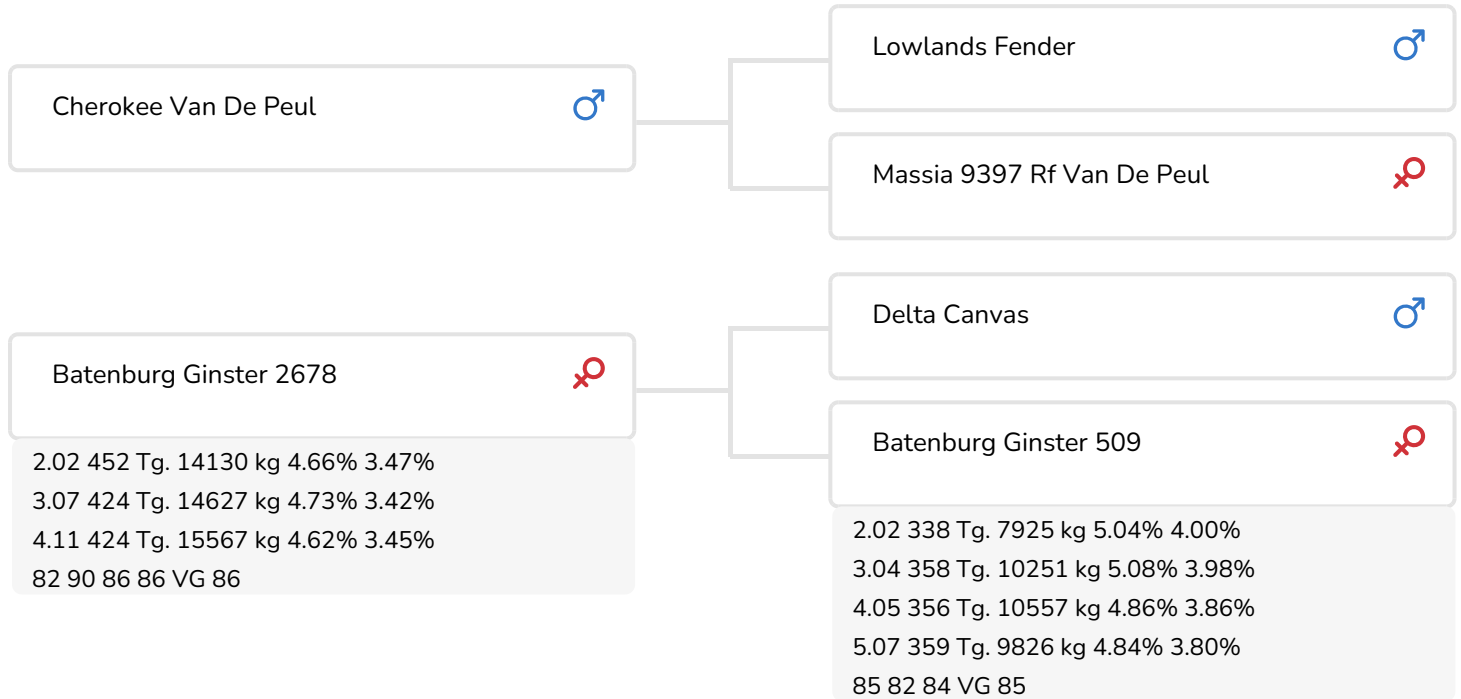 Cherokee Van De Peul
Lowlands Fender
Massia 9397 Rf Van De Peul
Batenburg Ginster 2678
2.02 452 Tg. 14130 kg 4.66% 3.47%
3.07 424 Tg. 14627 kg 4.73% 3.42%
4.11 424 Tg. 15567 kg 4.62% 3.45%
82 90 86 86 VG 86
Delta Canvas
Batenburg Ginster 509
2.02 338 Tg. 7925 kg 5.04% 4.00%
3.04 358 Tg. 10251 kg 5.08% 3.98%
4.05 356 Tg. 10557 kg 4.86% 3.86%
5.07 359 Tg. 9826 kg 4.84% 3.80%
85 82 84 VG 85